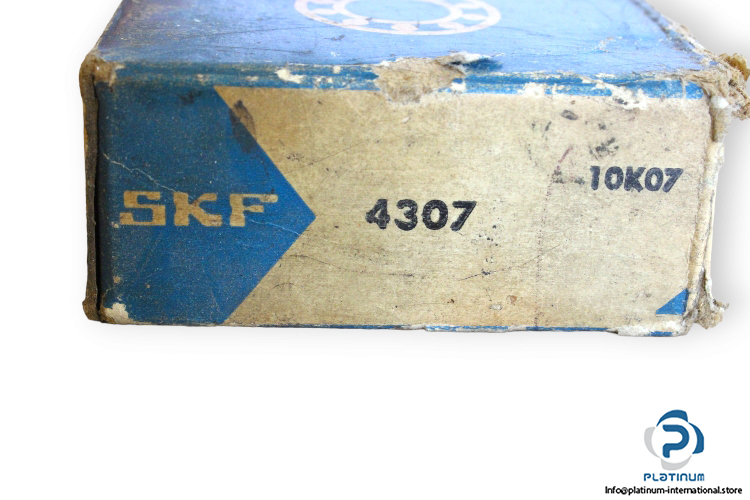 SKF
4307
10K07
PLATINUM
Info@platinum-international.store